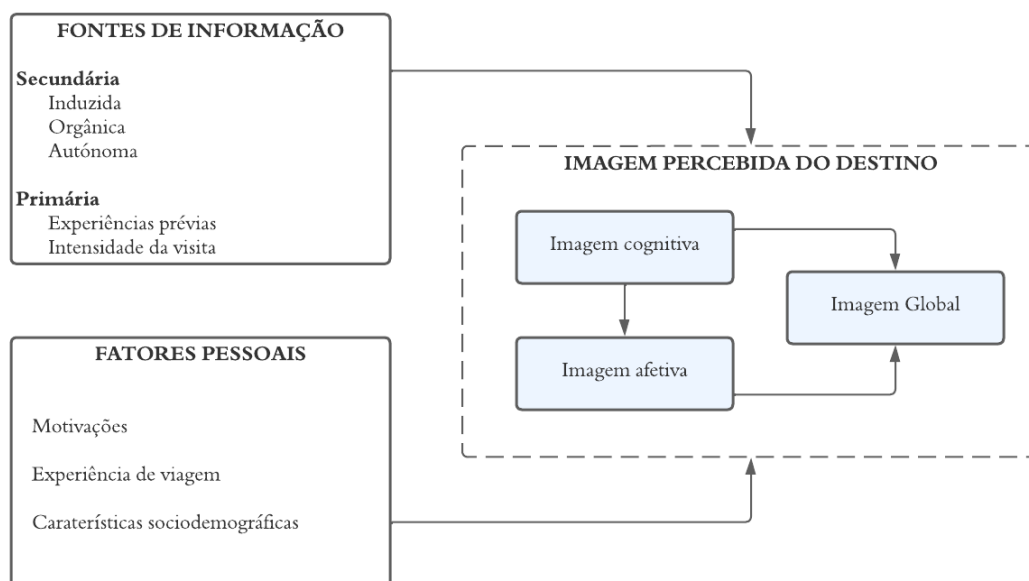 FONTES DE INFORMAÇÃO
Secundária
Induzida
Orgânica
Autónoma
Primária
Experiências prévias
Intensidade da visita
FATORES PESSOAIS
Motivações
Experiência de viagem
Caraterísticas sociodemográficas
IMAGEM PERCEBIDA DO DESTINO
Imagem cognitiva
Imagem afetiva
Imagem Global